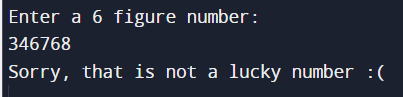 Enter a 6 figure number:
346768
Sorry, that is not a lucky number :(